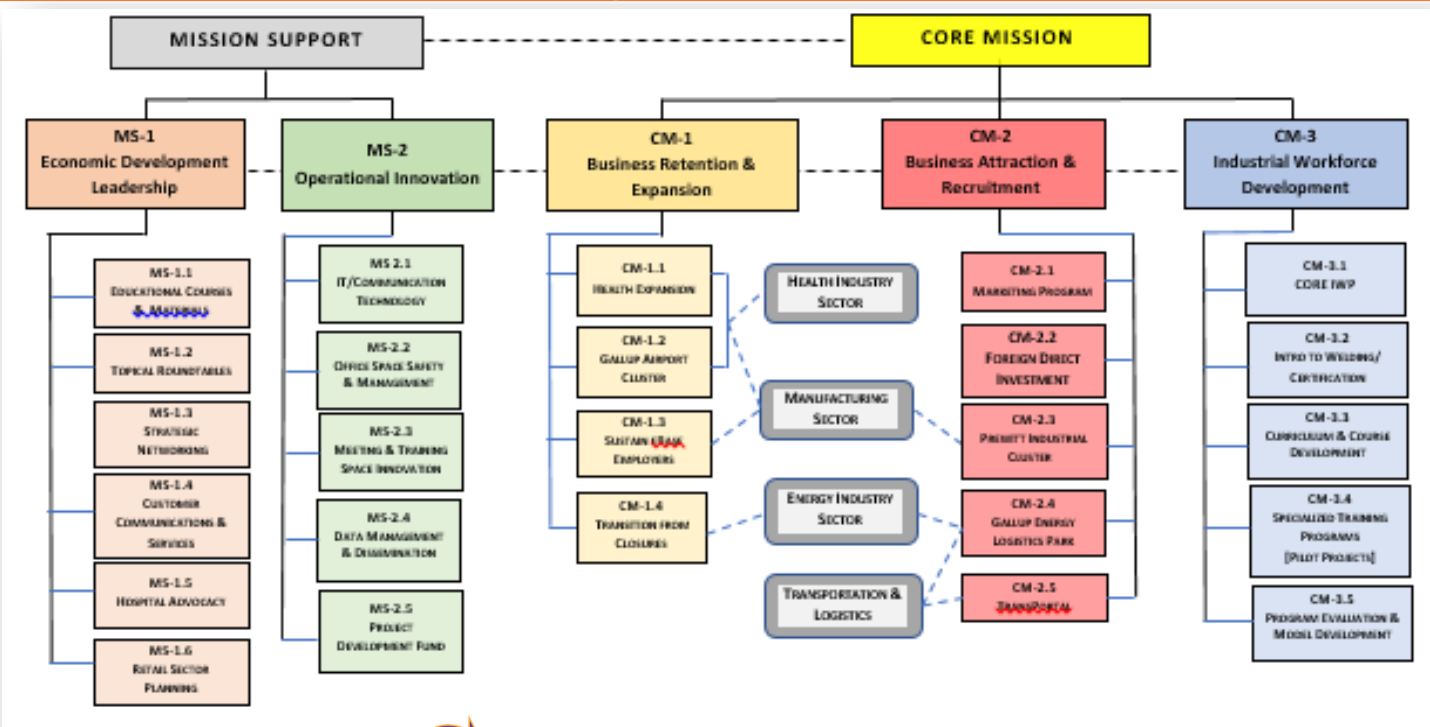 MISSION SUPPORT
CORE MISSION
MS-1
Economic Development
Leadership
MS-2
Operational Innovation
CM-1
Business Retention &
Expansion
CM-2
Business Attraction &
Recruitment
CM-3
Industrial Workforce
Development
MS-1.1
EDUCATIONAL COURSES
& MATERIALS
MS-1.2
TOPICAL ROUNDTABLES
MS-1.3
STRATEGIC
NETWORKING
MS-1.4
CUSTOMER
COMMUNICATIONS &
SERVICES
MS-1.5
HOSPITAL ADVOCACY
MS-1.6
RETAIL SECTOR
PLANNING
MS 2.1
IT/COMMUNICATION
TECHNOLOGY
MS-2.2
OFFICE SPACE SAFETY
& MANAGEMENT
MS-2.3
MEETING & TRAINING
SPACE INNOVATION
MS-2.4
DATA MANAGEMENT
& DISSEMINATION
MS-2.5
PROJECT
DEVELOPMENT FUND
CM-1.1
HEALTH EXPANSION
CM-1.2
GALLUP AIRPORT
CLUSTER
CM-1.3
SUSTAIN EBASE
EMPLOYERS
CM-1.4
TRANSITION FROM
CLOSURES
HEALTH INDUSTRY
SECTOR
MANUFACTURING
SECTOR
ENERGY INDUSTRY
SECTOR
TRANSPORTATION &
LOGISTICS
CM-2.1
MARKETING PROGRAM
CM-2.2
FOREIGN DIRECT
INVESTMENT
CM-2.3
PREWITT INDUSTRIAL
CLUSTER
CM-2.4
GALLUP ENERGY
LOGISTICS PARK
CM-2.5
TRANSPORTAL
CM-3.1
CORE IWP
CM-3.2
INTRO TO WELDING/
CERTIFICATION
CM-3.3
CURRICULUM & COURSE
DEVELOPMENT
CM-3.4
SPECIALIZED TRAINING
PROGRAMS
[PILOT PROJECTS]
CM-3.5
PROGRAM EVALUATION &
MODEL DEVELOPMENT